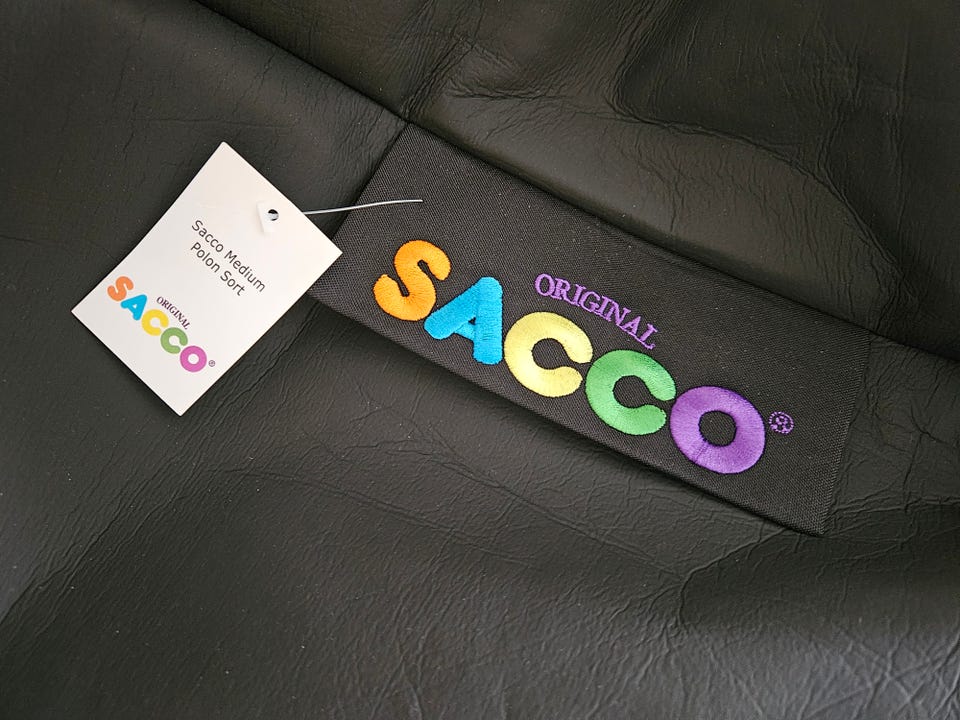 Sacco Medium
Polon Sort
ORIGINAL
SACCO®
ORIGINAL
SACCO®